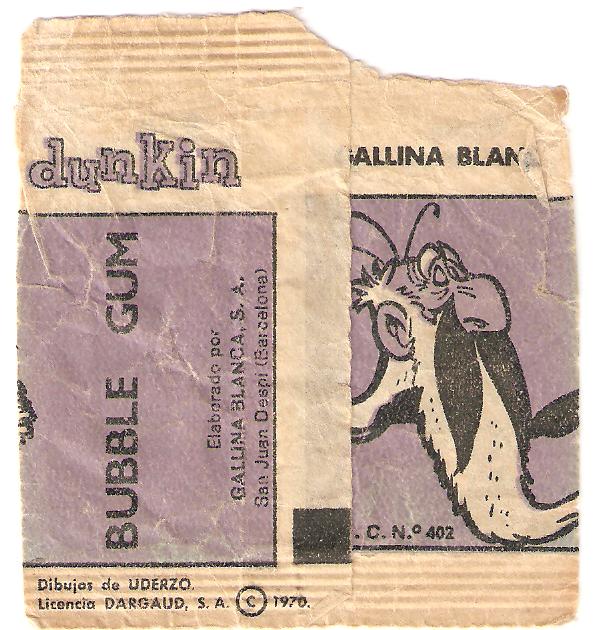 dunkin
GALLINA BLAN
BUBBLE GUM
Elaborado por
GALLINA BLANCA, S. A.
San Juan Despí (Barcelona)
. C. N.º 402
Dibujos de UDERZO.
Licencia DARGAUD, S. A. © 1970.